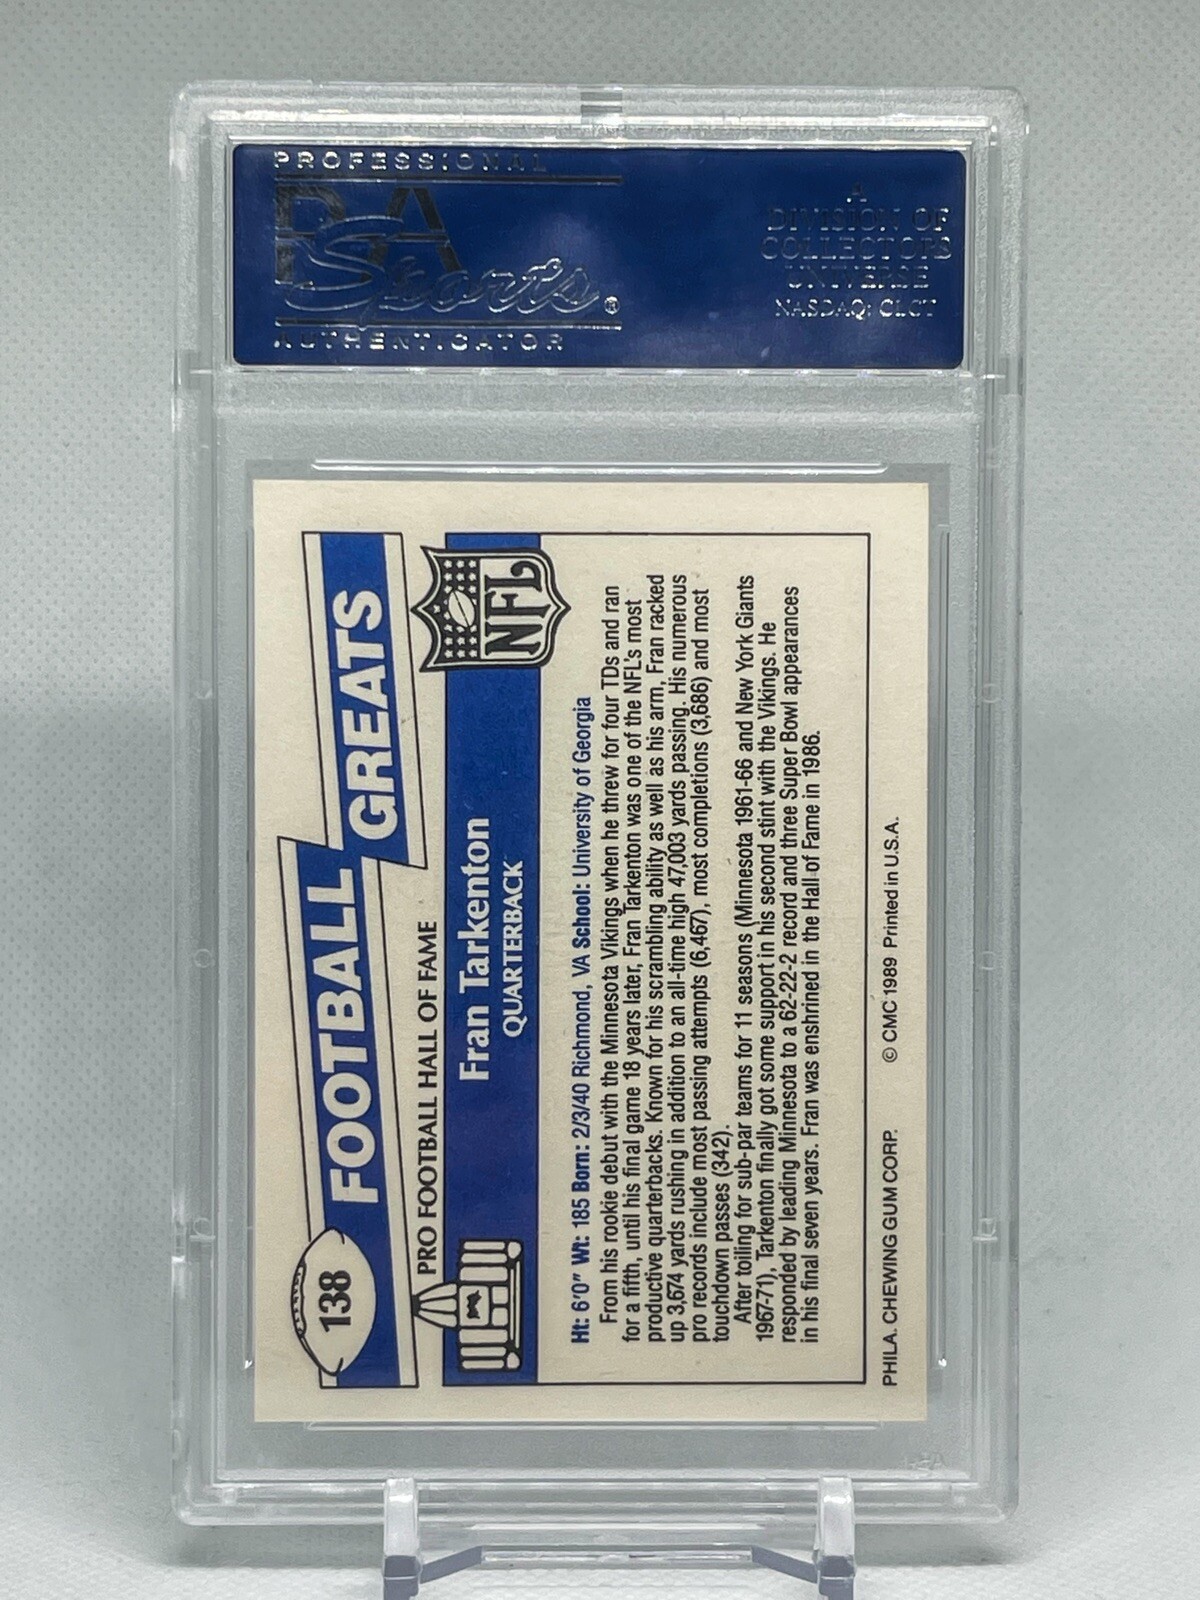 PROFESSIONAL
PSA
Sports®
AUTHENTICATOR
A
DIVISION OF
COLLECTORS
UNIVERSE
NASDAQ: CLCT
138
FOOTBALL
GREATS
PRO FOOTBALL HALL OF FAME
NFL
Fran Tarkenton
QUARTERBACK
Ht: 6'0" Wt: 185 Born: 2/3/40 Richmond, VA School: University of Georgia
From his rookie debut with the Minnesota Vikings when he threw for four TDs and ran
for a fifth, until his final game 18 years later, Fran Tarkenton was one of the NFL's most
productive quarterbacks. Known for his scrambling ability as well as his arm, Fran racked
up 3,674 yards rushing in addition to an all-time high 47,003 yards passing. His numerous
pro records include most passing attempts (6,467), most completions (3,686) and most
touchdown passes (342).
After toiling for sub-par teams for 11 seasons (Minnesota 1961-66 and New York Giants
1967-71), Tarkenton finally got some support in his second stint with the Vikings. He
responded by leading Minnesota to a 62-22-2 record and three Super Bowl appearances
in his final seven years. Fran was enshrined in the Hall of Fame in 1986.
PHILA. CHEWING GUM CORP. © CMC 1989 Printed in U.S.A.